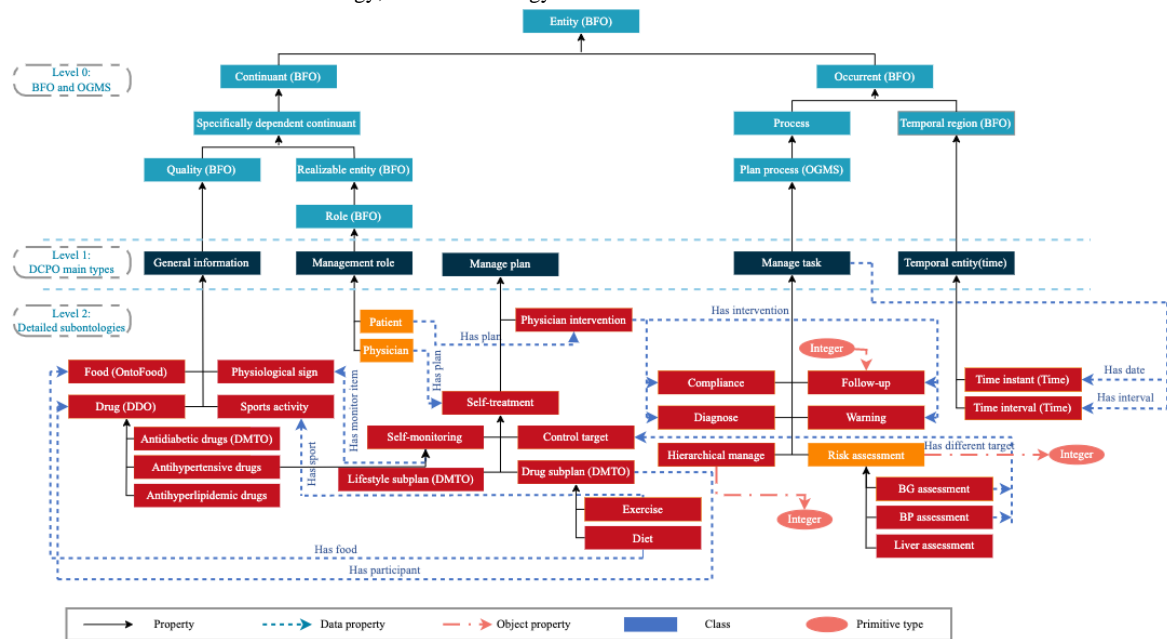 Entity (BFO)
Level 0:
BFO and OGMS
Continuant (BFO)
Occurrent (BFO)
Specifically dependent continuant
Process
Temporal region (BFO)
Quality (BFO)
Realizable entity (BFO)
Plan process (OGMS)
Role (BFO)
Level 1:
DCPO main types
General information
Management role
Manage plan
Manage task
Temporal entity(time)
Level 2:
Detailed subontologies
Patient
Has plan
Physician intervention
Has intervention
Physician
Integer
Food (OntoFood)
Physiological sign
Has monitor item
Has plan
Compliance
Follow-up
Time instant (Time)
Has date
Drug (DDO)
Sports activity
Self-treatment
Diagnose
Warning
Time interval (Time)
Has interval
Antidiabetic drugs (DMTO)
Has sport
Self-monitoring
Control target
Has different target
Antihypertensive drugs
Lifestyle subplan (DMTO)
Drug subplan (DMTO)
Hierarchical manage
Risk assessment
Integer
Antihyperlipidemic drugs
Exercise
Integer
BG assessment
Diet
BP assessment
Has food
Liver assessment
Has participant
Property
Data property
Object property
Class
Primitive type